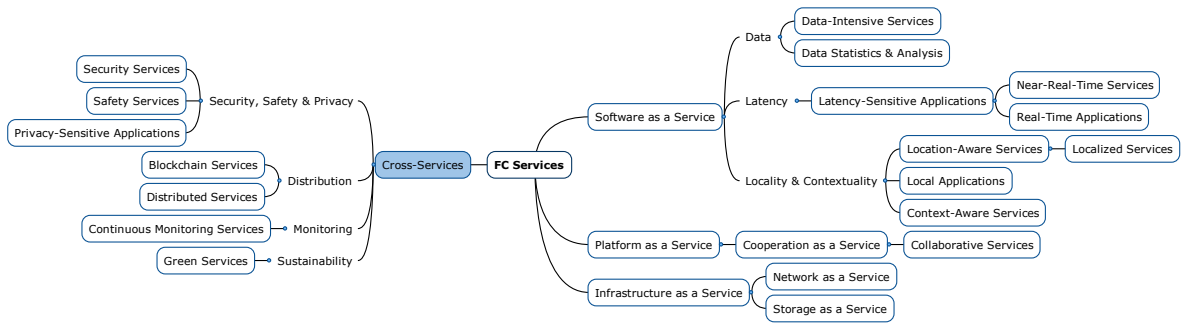 Security Services
Safety Services
Privacy-Sensitive Applications
Security, Safety & Privacy
Blockchain Services
Distributed Services
Distribution
Continuous Monitoring Services
Monitoring
Green Services
Sustainability
Cross-Services
FC Services
Software as a Service
Data
Data-Intensive Services
Data Statistics & Analysis
Latency
Latency-Sensitive Applications
Near-Real-Time Services
Real-Time Applications
Locality & Contextuality
Location-Aware Services
Localized Services
Local Applications
Context-Aware Services
Platform as a Service
Cooperation as a Service
Collaborative Services
Infrastructure as a Service
Network as a Service
Storage as a Service